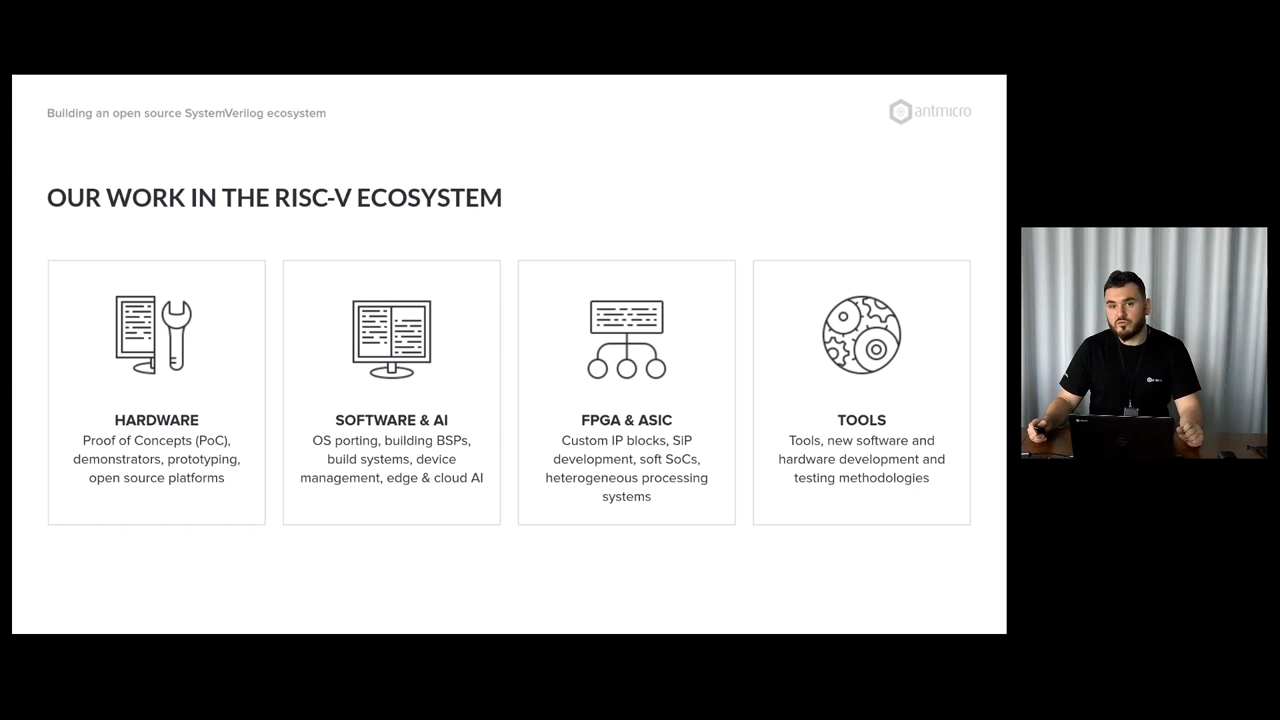 Building an open source SystemVerilog ecosystem
antmicro
OUR WORK IN THE RISC-V ECOSYSTEM
HARDWARE
Proof of Concepts (PoC),
demonstrators, prototyping,
open source platforms
SOFTWARE & AI
OS porting, building BSPs,
build systems, device
management, edge & cloud AI
FPGA & ASIC
Custom IP blocks, SiP
development, soft SoCs,
heterogeneous processing
systems
TOOLS
Tools, new software and
hardware development and
testing methodologies